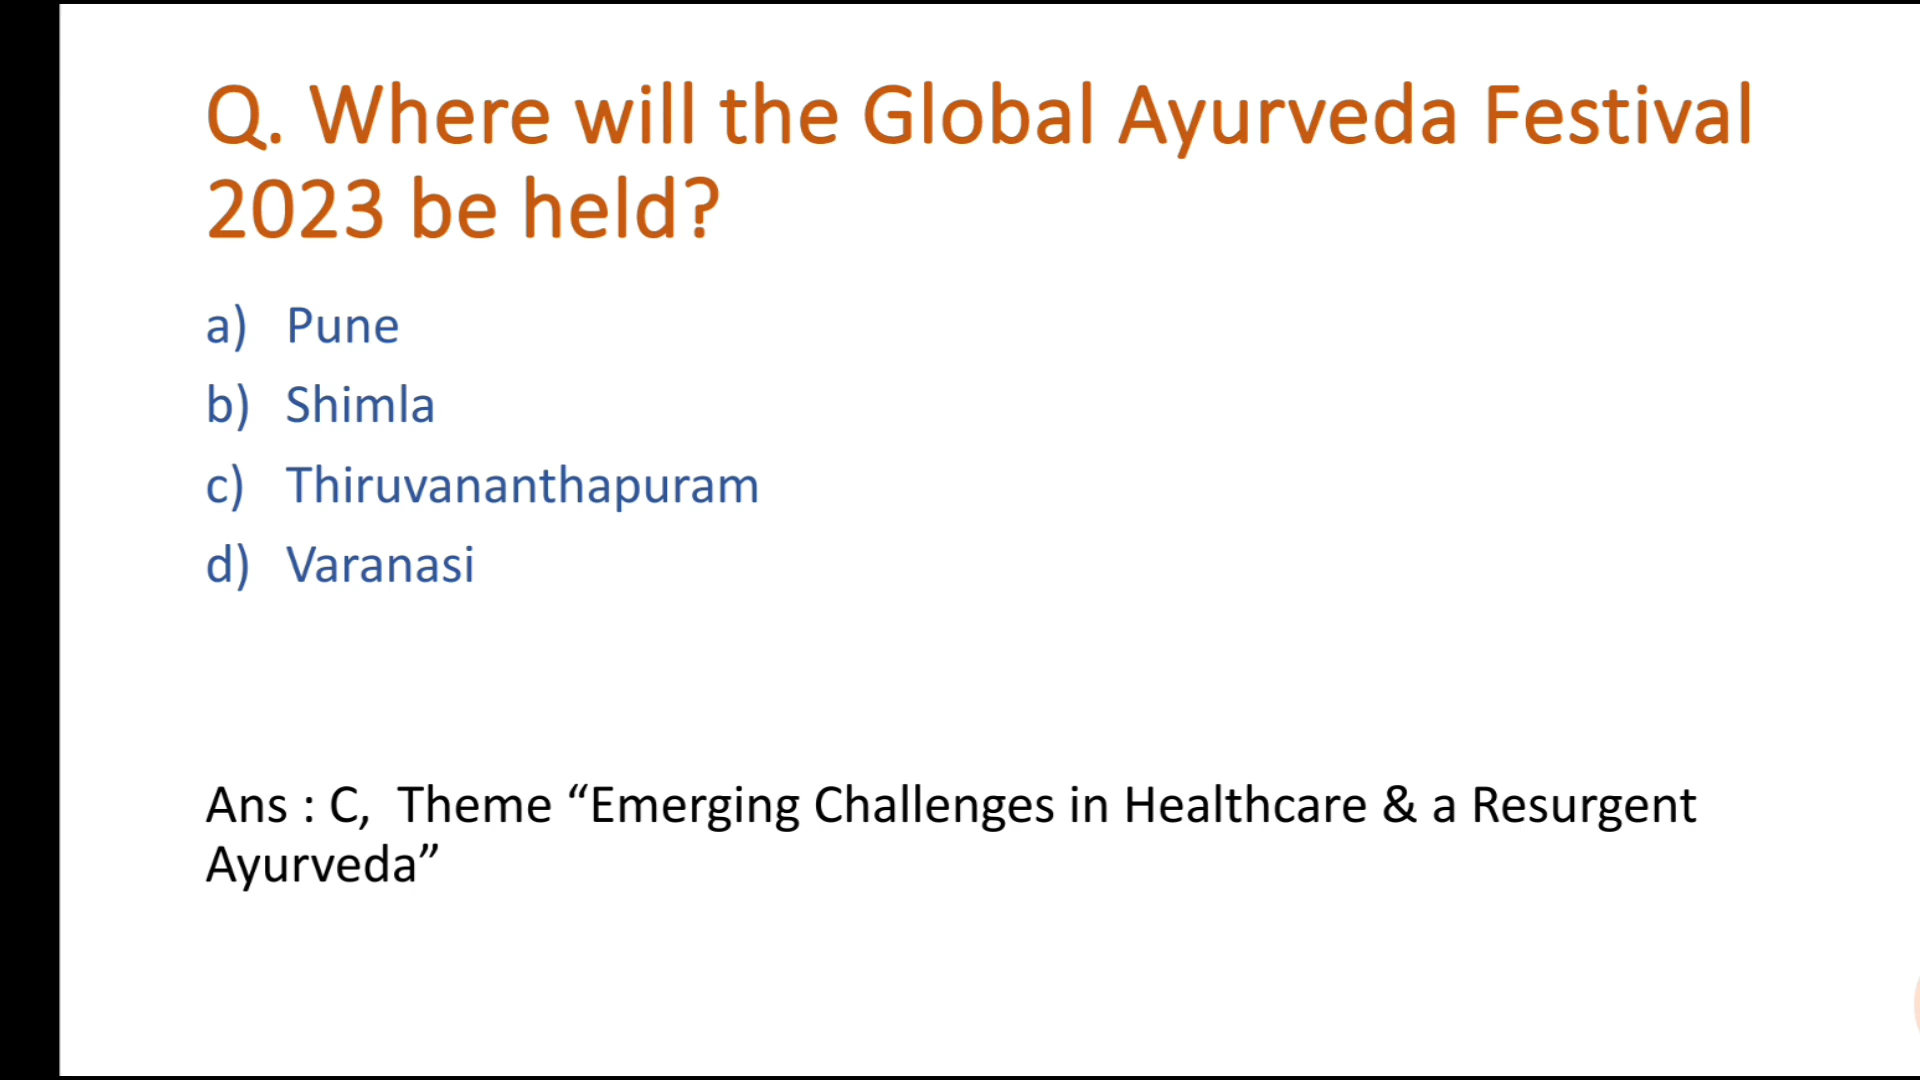 Q. Where will the Global Ayurveda Festival
2023 be held?
a) Pune
b) Shimla
c) Thiruvananthapuram
d) Varanasi
Ans : C, Theme “Emerging Challenges in Healthcare & a Resurgent
Ayurveda”